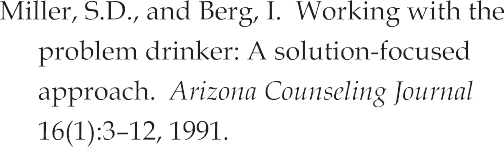 Miller, S.D., and Berg, I.  Working with the
problem drinker: A solution-focused
approach.  Arizona Counseling Journal
16(1):3–12, 1991.